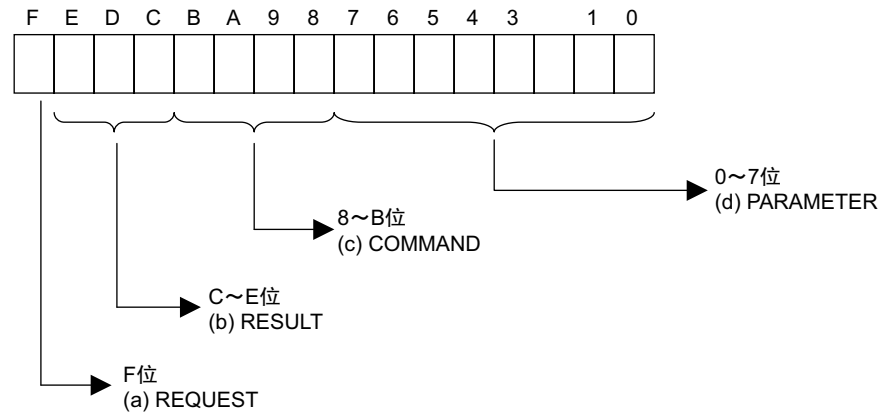 F E D C B A 9 8 7 6 5 4 3 1 0
0～7位
(d) PARAMETER
8～B位
(c) COMMAND
C～E位
(b) RESULT
F位
(a) REQUEST